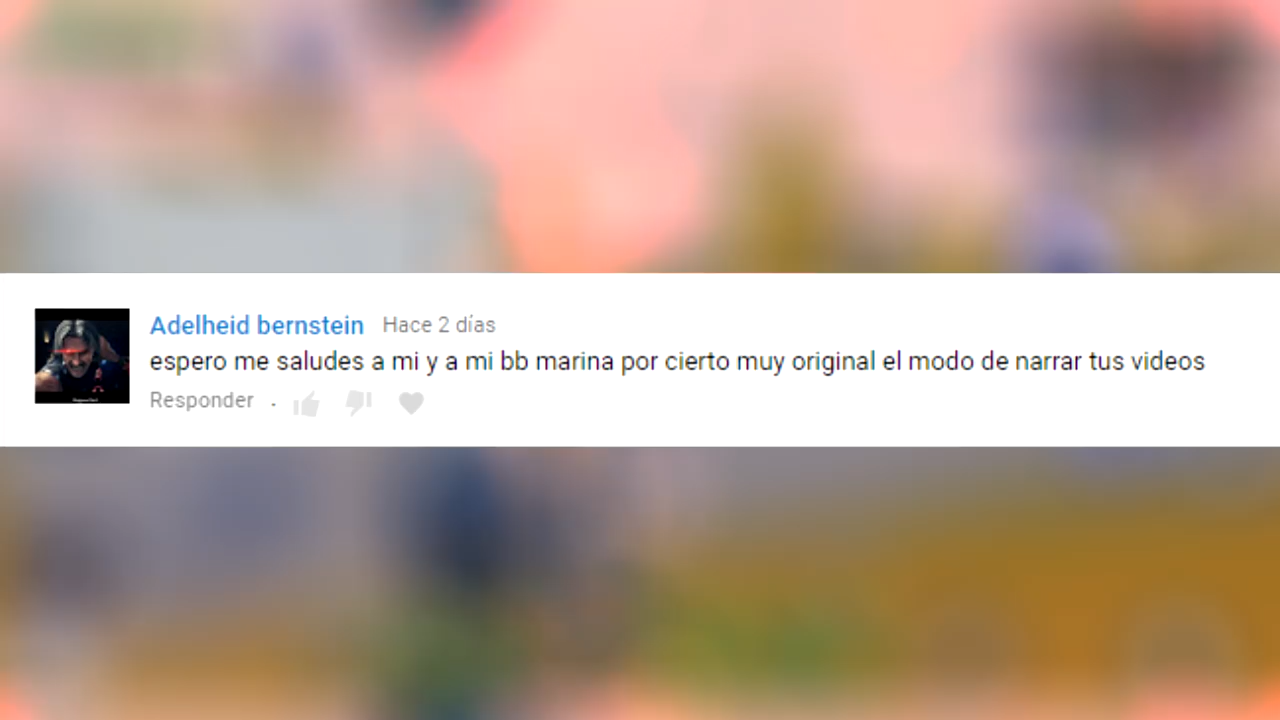 Adelheid bernstein Hace 2 días
espero me saludes a mi y a mi bb marina por cierto muy original el modo de narrar tus videos
Responder .